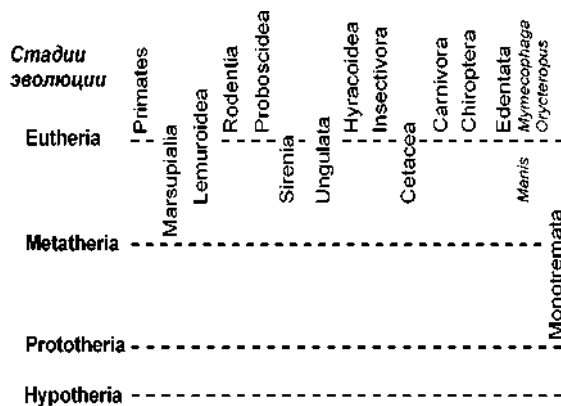 Стадии
эволюции
Primates
Marsupialia
Lemuroidea
Rodentia
Proboscidea
Sirenia
Ungulata
Hyracoidea
Insectivora
Cetacea
Carnivora
Chiroptera
Edentata
Mymecophaga
Orycteropus
Manis
Monotremata
Eutheria
Metatheria
Prototheria
Hypotheria